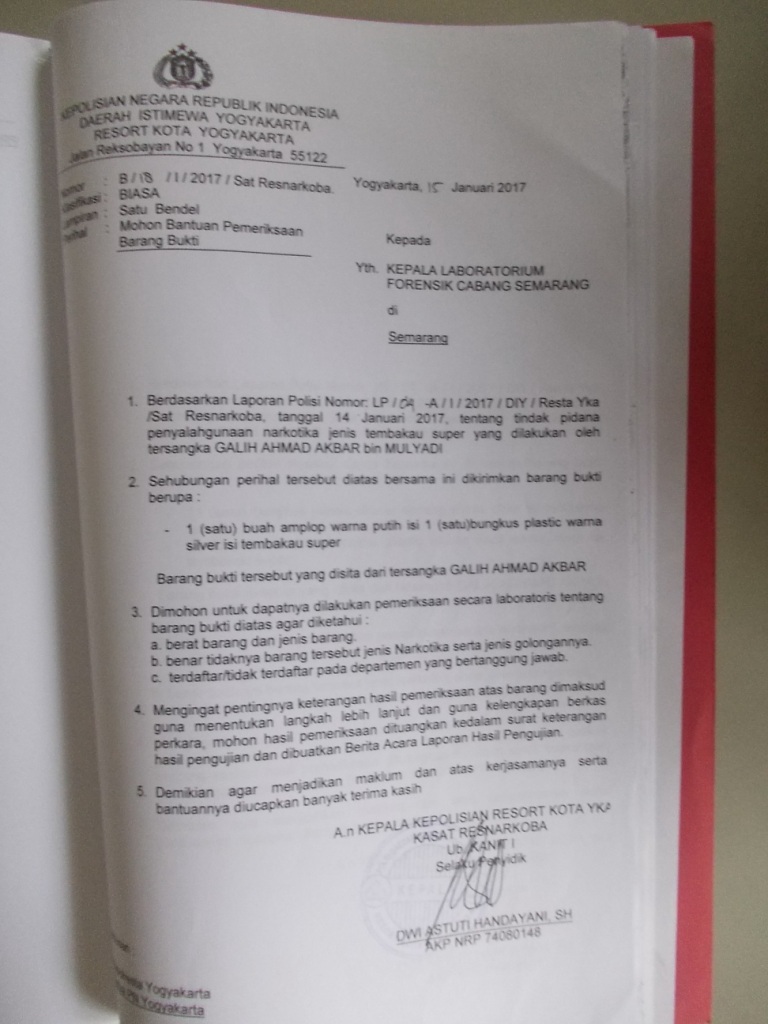 KEPOLISIAN NEGARA REPUBLIK INDONESIA
DAERAH ISTIMEWA YOGYAKARTA
RESORT KOTA YOGYAKARTA
Jalan Reksobayan No 1 Yogyakarta 55122
: B / 18 / I / 2017 / Sat Resnarkoba.
Yogyakarta, 15 Januari 2017
: BIASA
: Satu Bendel
: Mohon Bantuan Pemeriksaan
Barang Bukti
Kepada
Yth. KEPALA LABORATORIUM
FORENSIK CABANG SEMARANG
di
Semarang
1. Berdasarkan Laporan Polisi Nomor: LP / -A / I / 2017 / DIY / Resta Yka
/Sat Resnarkoba, tanggal 14 Januari 2017, tentang tindak pidana
penyalahgunaan narkotika jenis tembakau super yang dilakukan oleh
tersangka GALIH AHMAD AKBAR bin MULYADI
2. Sehubungan perihal tersebut diatas bersama ini dikirimkan barang bukti
berupa :
- 1 (satu) buah amplop warna putih isi 1 (satu)bungkus plastic warna
silver isi tembakau super
Barang bukti tersebut yang disita dari tersangka GALIH AHMAD AKBAR
3. Dimohon untuk dapatnya dilakukan pemeriksaan secara laboratoris tentang
barang bukti diatas agar diketahui :
a. berat barang dan jenis barang.
b. benar tidaknya barang tersebut jenis Narkotika serta jenis golongannya.
c. terdaftar/tidak terdaftar pada departemen yang bertanggung jawab.
4. Mengingat pentingnya keterangan hasil pemeriksaan atas barang dimaksud
guna menentukan langkah lebih lanjut dan guna kelengkapan berkas
perkara, mohon hasil pemeriksaan dituangkan kedalam surat keterangan
hasil pengujian dan dibuatkan Berita Acara Laporan Hasil Pengujian.
5. Demikian agar menjadikan maklum dan atas kerjasamanya serta
bantuannya diucapkan banyak terima kasih
A.n KEPALA KEPOLISIAN RESORT KOTA YKA
KASAT RESNARKOBA
Ub. KANIT I
Selaku Penyidik
DWI ASTUTI HANDAYANI, SH
AKP NRP 74080148
Yogyakarta
PN Yogyakarta